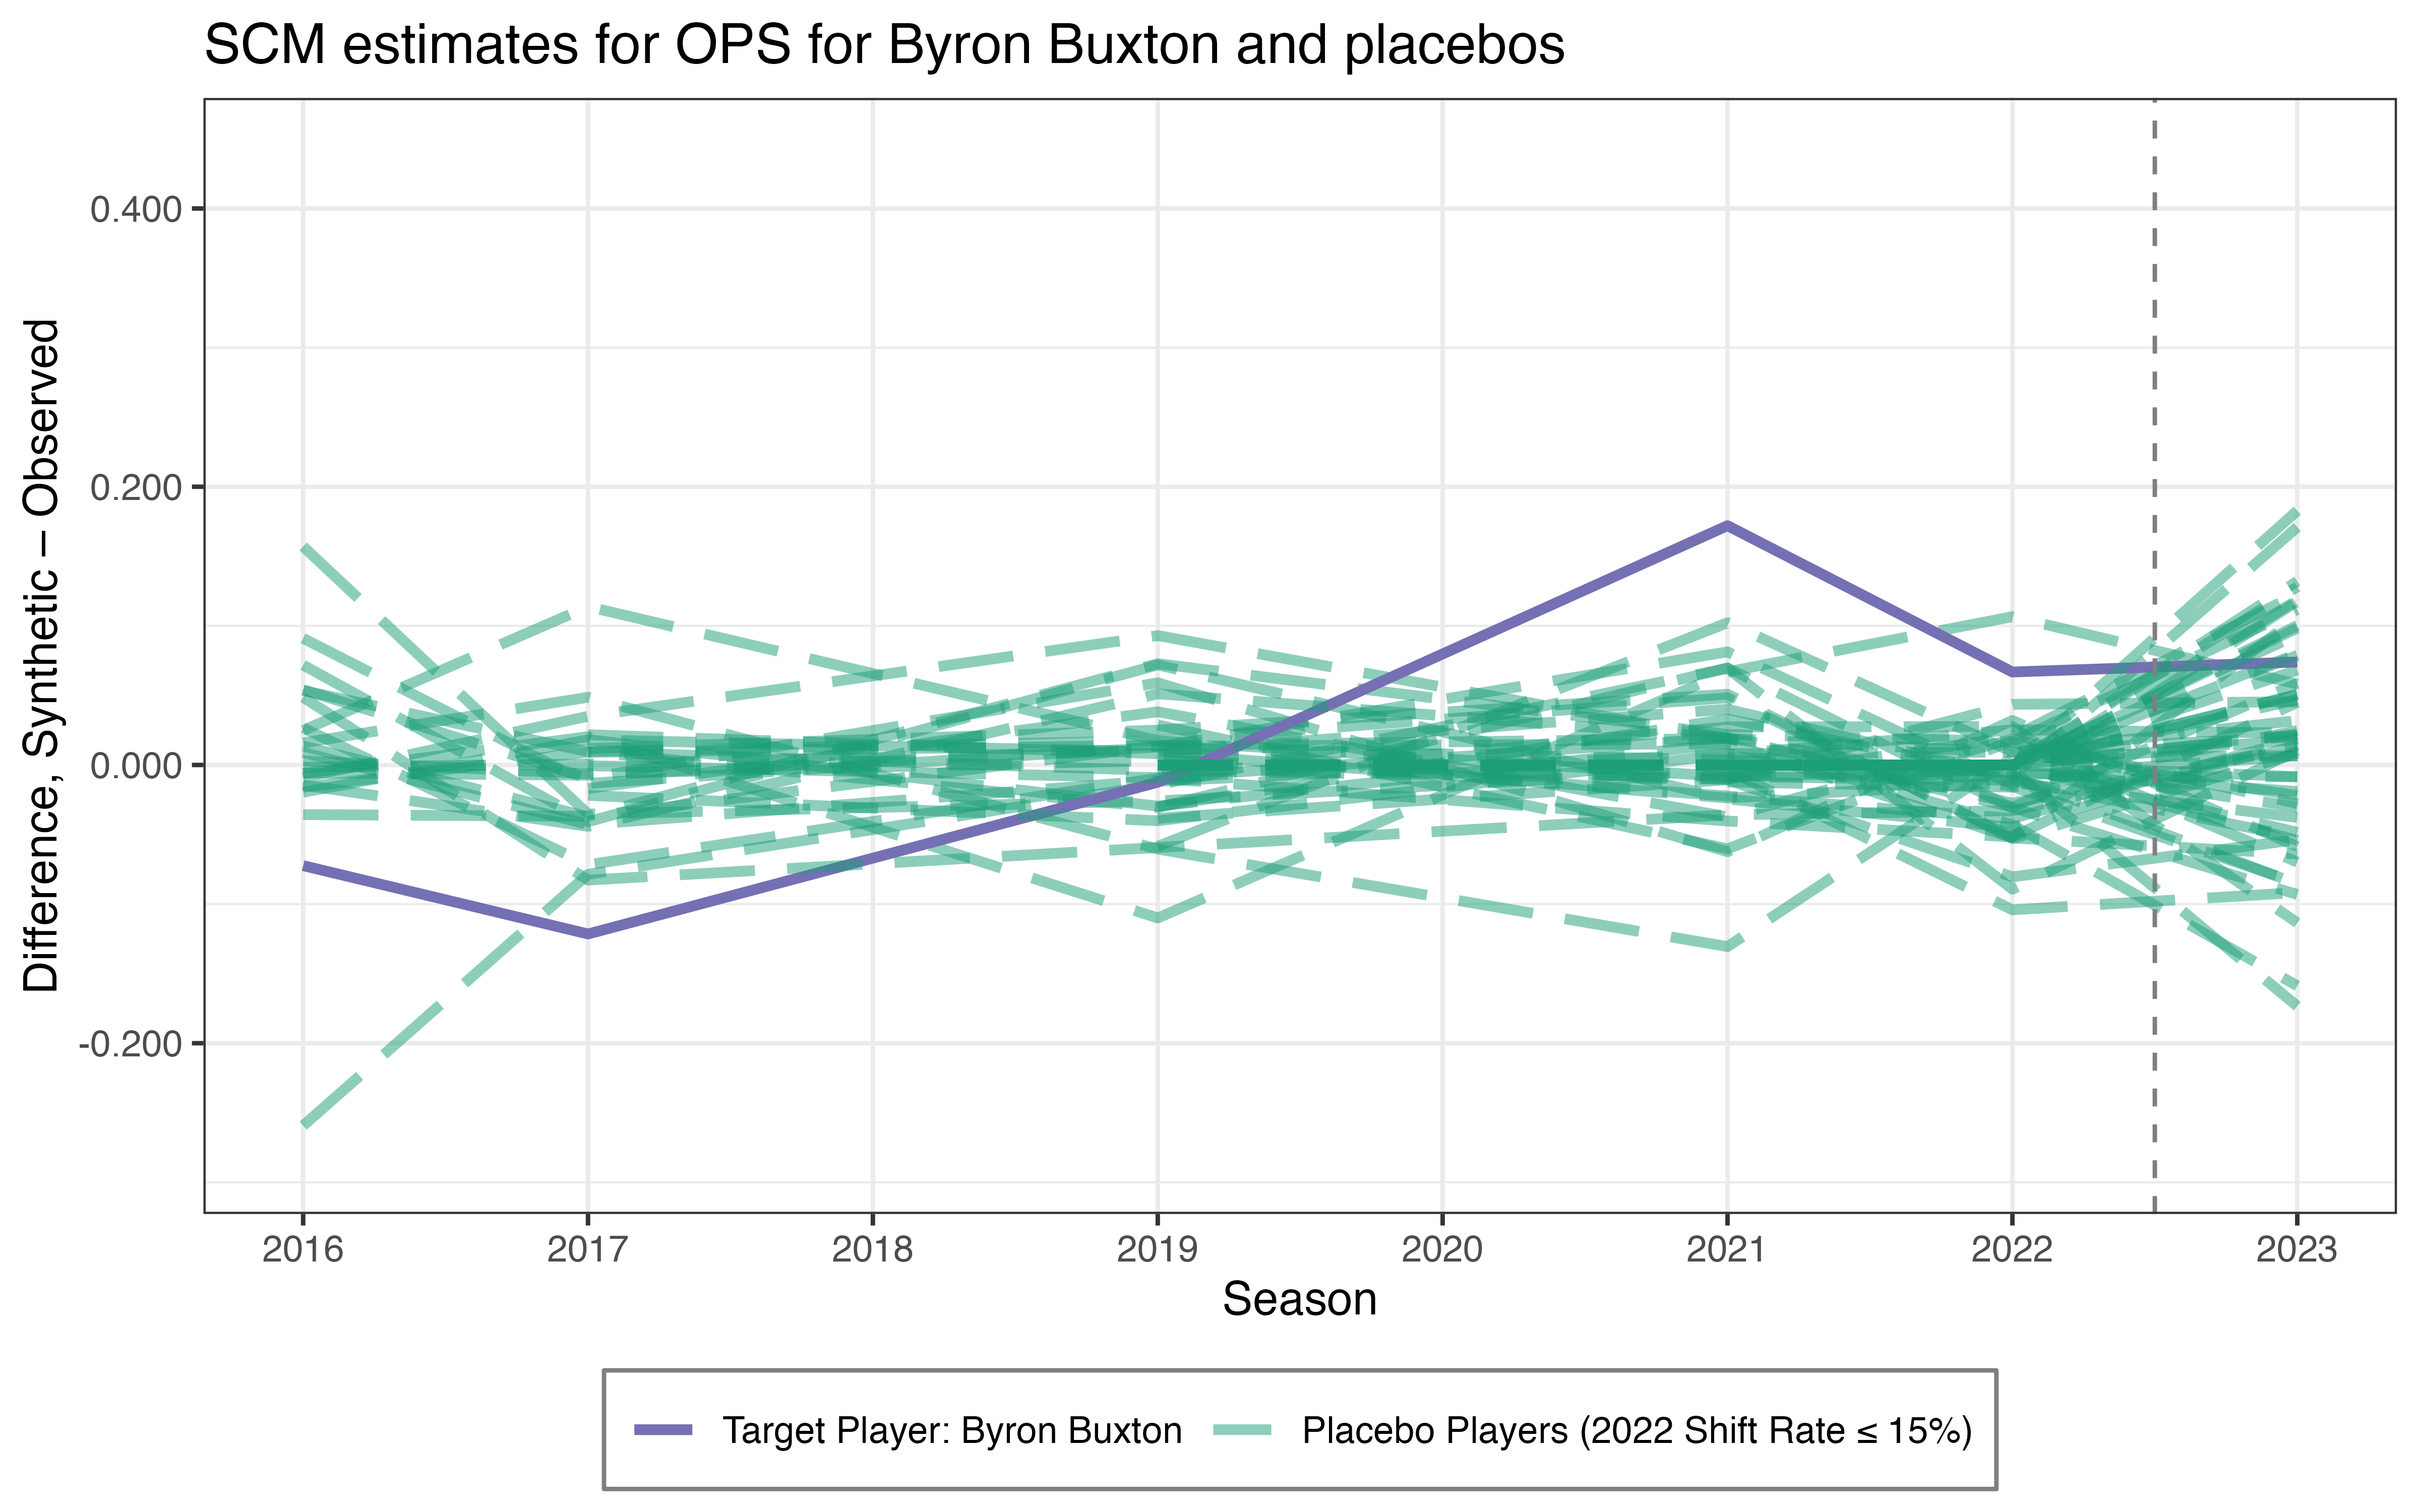 SCM estimates for OPS for Byron Buxton and placebos
Difference, Synthetic – Observed
0.400
0.200
0.000
-0.200
2016 2017 2018 2019 2020 2021 2022 2023
Season
Target Player: Byron Buxton Placebo Players (2022 Shift Rate ≤ 15%)